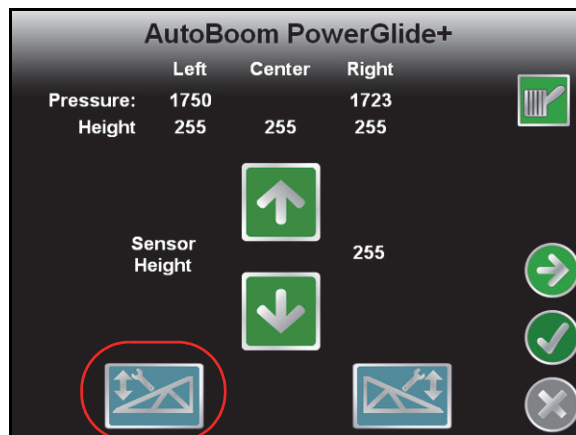 AutoBoom PowerGlide+
Left Center Right
Pressure: 1750 1723
Height 255 255 255
Sensor
Height
255